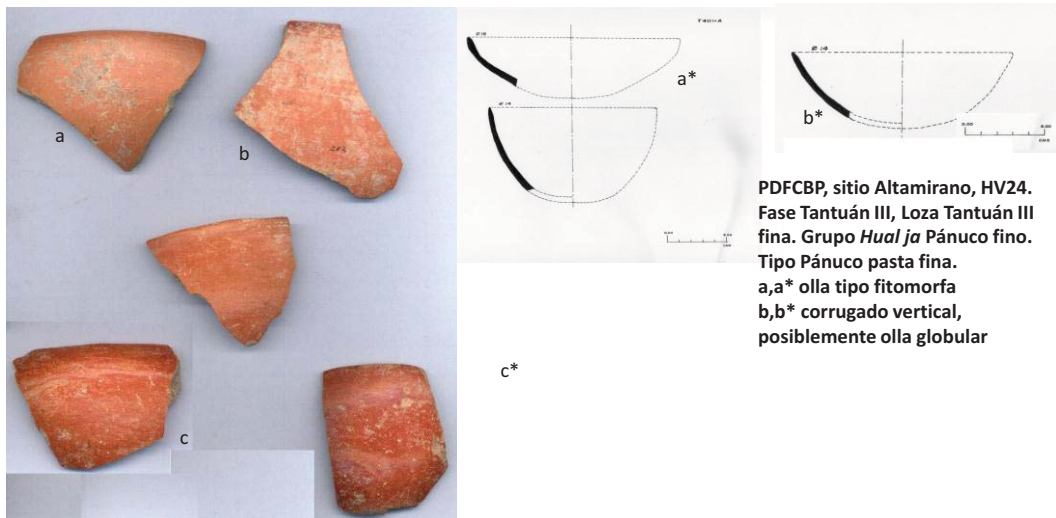 a
b
c
T42HA
a*
b*
c*
PDFCBP, sitio Altamirano, HV24.
Fase Tantuán III, Loza Tantuán III
fina. Grupo Hual ja Pánuco fino.
Tipo Pánuco pasta fina.
a,a* olla tipo fitomorfa
b,b* corrugado vertical,
posiblemente olla globular